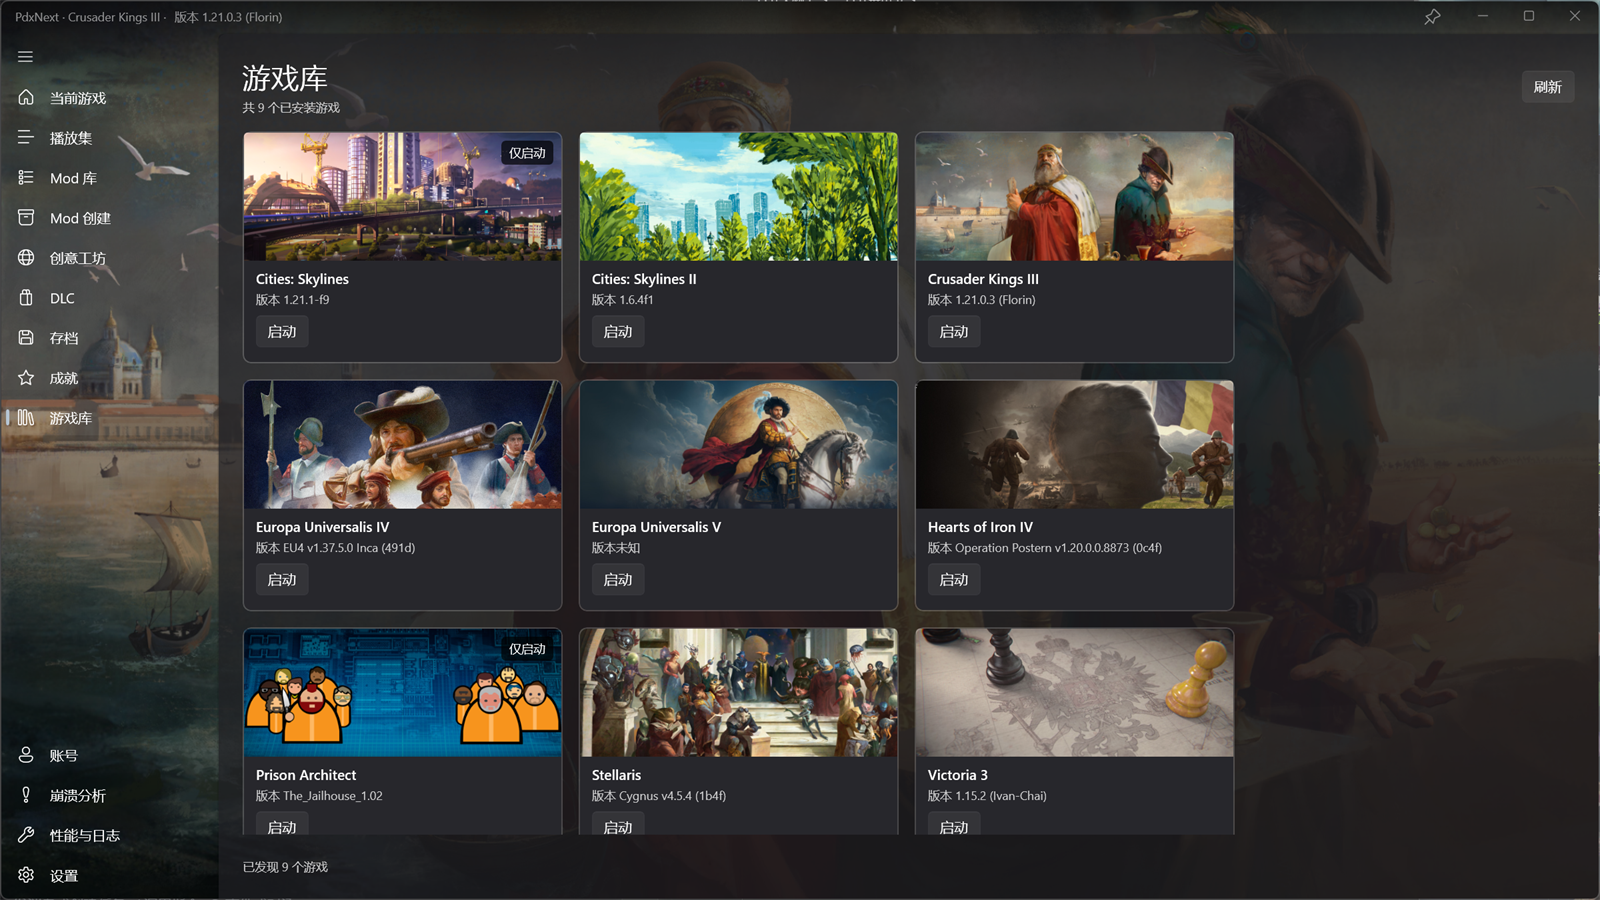 PdxNext · Crusader Kings III · 版本 1.21.0.3 (Florin)
当前游戏
播放集
Mod 库
Mod 创建
创意工坊
DLC
存档
成就
游戏库
账号
崩溃分析
性能与日志
设置
游戏库
共 9 个已安装游戏
刷新
仅启动
Cities: Skylines
版本 1.21.1-f9
启动
Cities: Skylines II
版本 1.6.4f1
启动
Crusader Kings III
版本 1.21.0.3 (Florin)
启动
Europa Universalis IV
版本 EU4 v1.37.5.0 Inca (491d)
启动
Europa Universalis V
版本未知
启动
Hearts of Iron IV
版本 Operation Postern v1.20.0.0.8873 (0c4f)
启动
仅启动
Prison Architect
版本 The_Jailhouse_1.02
启动
Stellaris
版本 Cygnus v4.5.4 (1b4f)
启动
Victoria 3
版本 1.15.2 (Ivan-Chai)
启动
已发现 9 个游戏